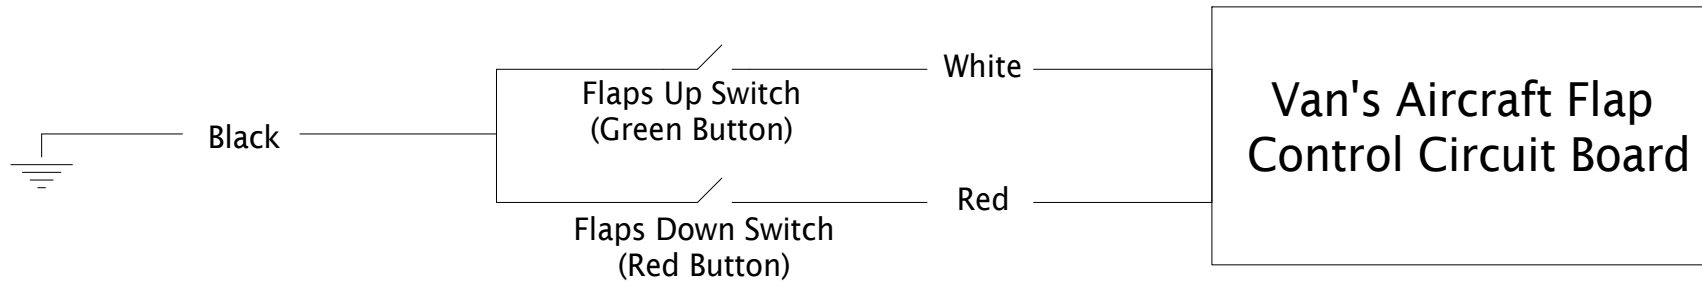 White
Flaps Up Switch
(Green Button)
Van's Aircraft Flap
Control Circuit Board
Black
Red
Flaps Down Switch
(Red Button)